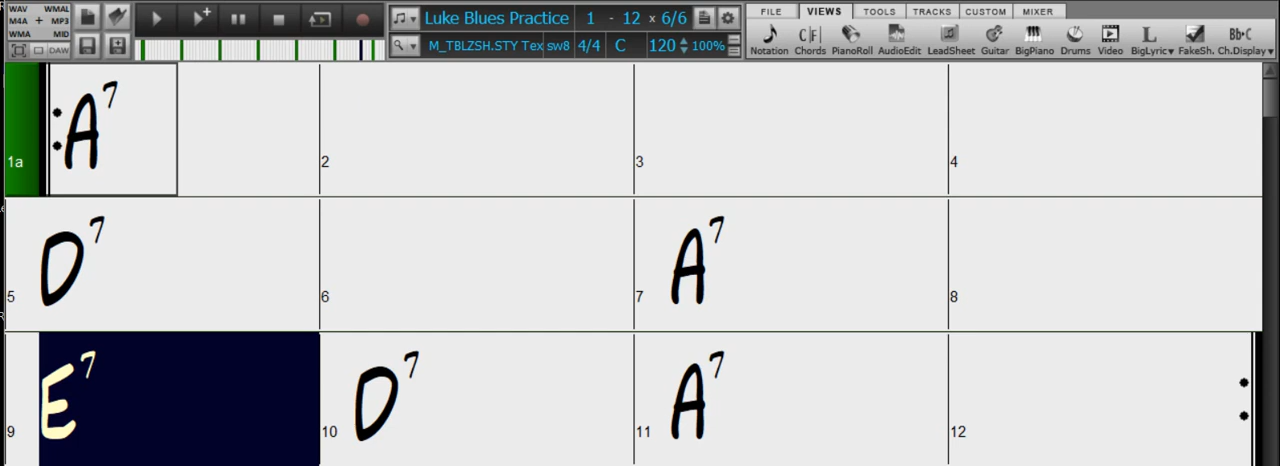 WAV WMAL
M4A + MP3
WMA MID
DAW
Luke Blues Practice 1 - 12 x 6/6
M_TBLZSH.STY Tex sw8 4/4 C 120 100%
FILE VIEWS TOOLS TRACKS CUSTOM MIXER
C|F| Bb›C
Notation Chords PianoRoll AudioEdit LeadSheet Guitar BigPiano Drums Video BigLyric FakeSh. Ch.Display
A7
1a 2 3 4
D7 A7
5 6 7 8
E7 D7 A7
9 10 11 12